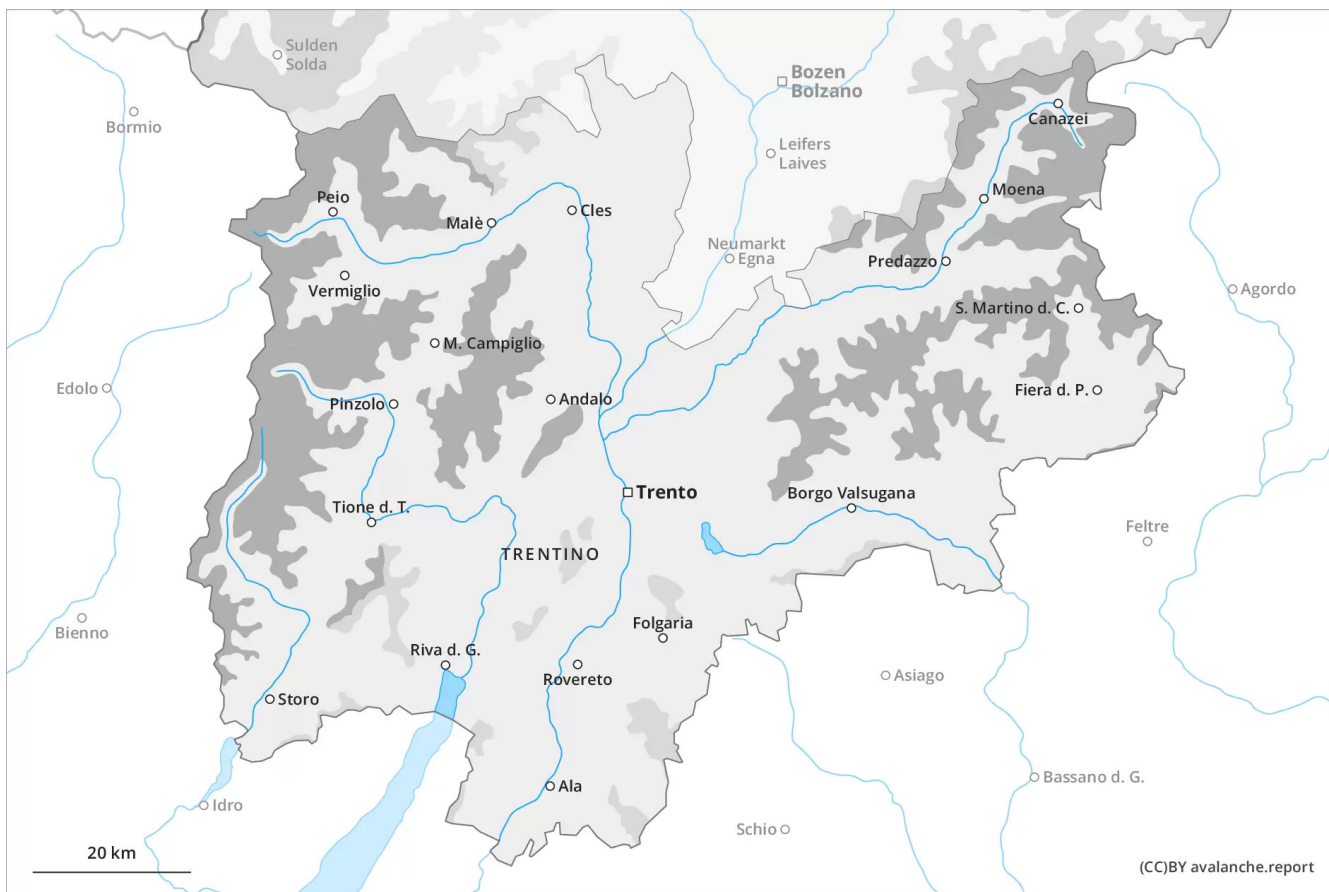 Sulden
Solda
Bozen
Bolzano
Bormio
Canazei
Leifers
Laives
Peio
Moena
Malè
Cles
Neumarkt
Egna
Predazzo
Vermiglio
Agordo
S. Martino d. C.
M. Campiglio
Edolo
Fiera d. P.
Pinzolo
Andalo
Trento
Borgo Valsugana
Tione d. T.
Feltre
TRENTINO
Bienno
Folgaria
Riva d. G.
Rovereto
Asiago
Storo
Bassano d. G.
Ala
Idro
Schio
20 km
(CC)BY avalanche.report